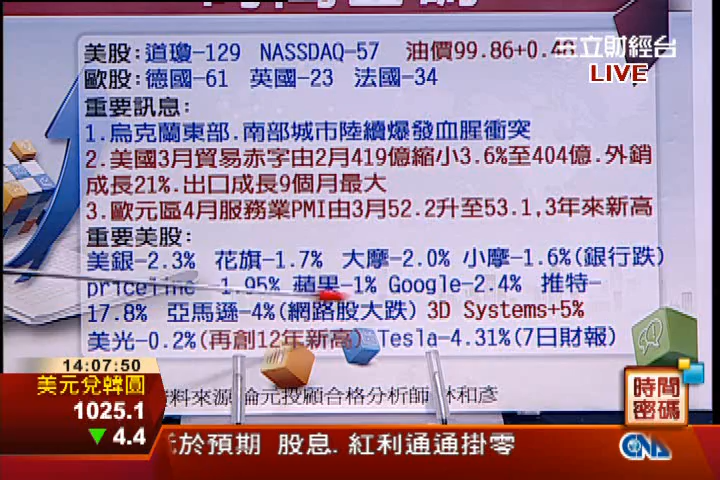 美股:道瓊-129 NASSDAQ-57 油價99.86+0.48
三立財經台
LIVE
歐股:德國-61 英國-23 法國-34
重要訊息:
1.烏克蘭東部.南部城市陸續爆發血腥衝突
2.美國3月貿易赤字由2月419億縮小3.6%至404億.外銷
成長21%.出口成長9個月最大
3.歐元區4月服務業PMI由3月52.2升至53.1,3年來新高
重要美股:
美銀-2.3% 花旗-1.7% 大摩-2.0% 小摩-1.6%(銀行跌)
priceline -1.95% 蘋果-1% Google-2.4% 推特-
17.8% 亞馬遜-4%(網路股大跌) 3D Systems+5%
美光-0.2%(再創12年新高) Tesla-4.31%(7日財報)
資料來源 倫元投顧合格分析師 林和彥
14:07:50
美元兌韓圓
1025.1
▼4.4
時間
密碼
於預期 股息.紅利通通掛零